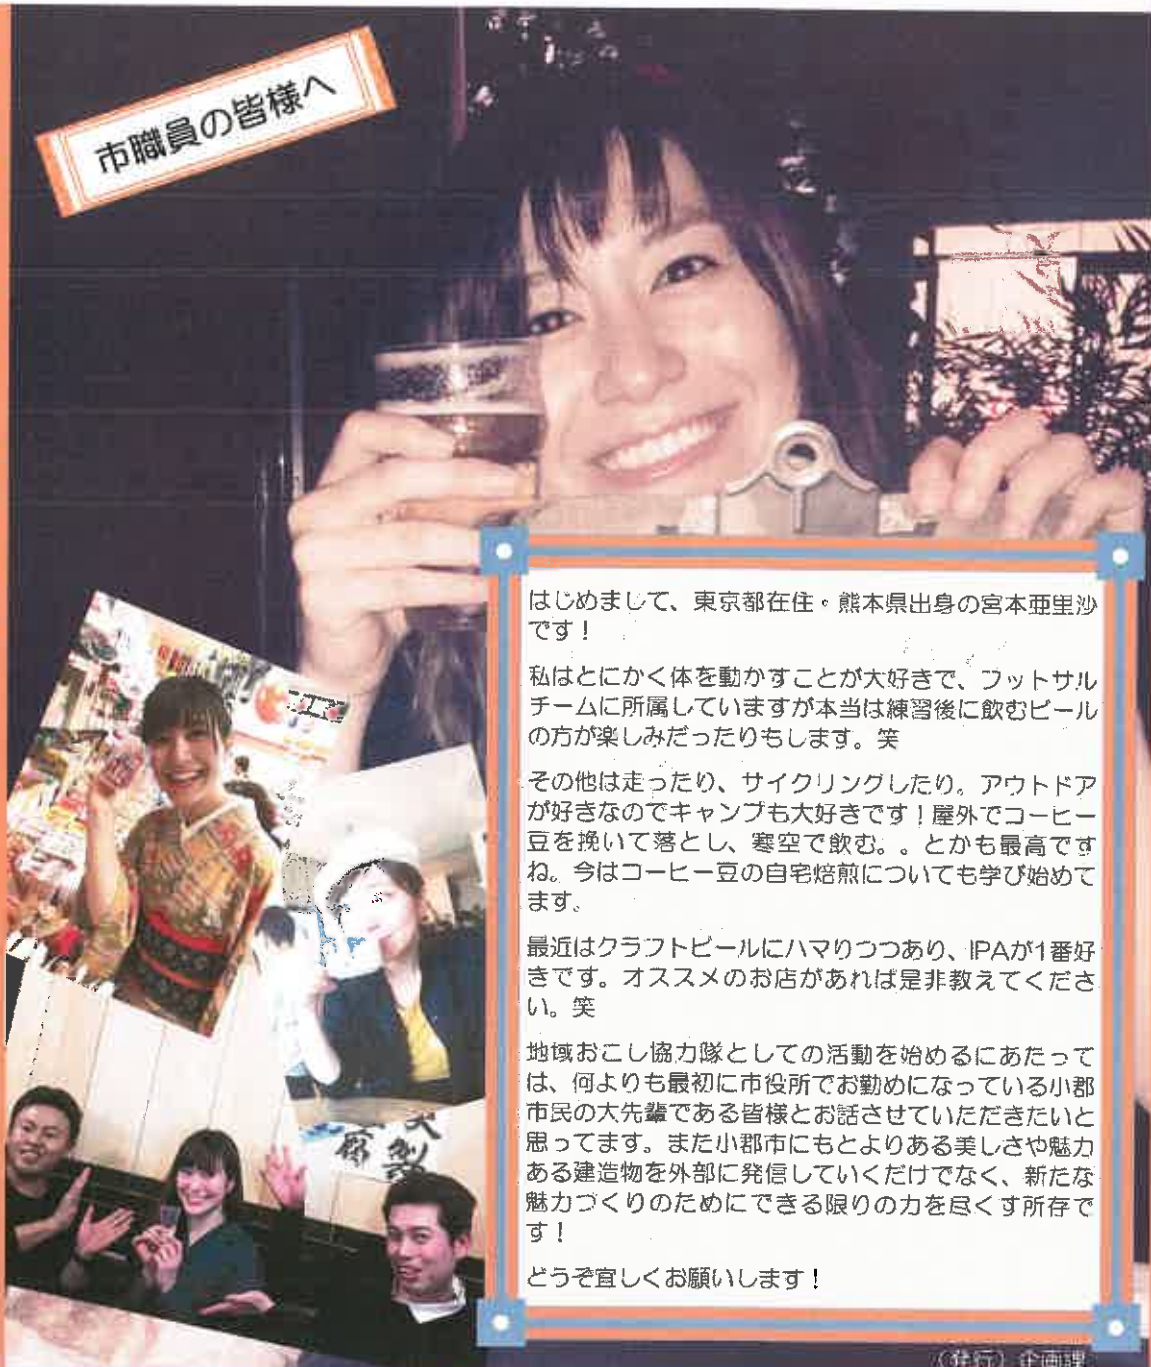 市職員の皆様へ
はじめまして、東京都在住・熊本県出身の宮本亜里沙
です！
私はとにかく体を動かすことが大好きで、フットサル
チームに所属していますが本当は練習後に飲むビール
の方が楽しみだったりもします。笑
その他は走ったり、サイクリングしたり。アウトドア
が好きなのでキャンプも大好きです！屋外でコーヒー
豆を挽いて落とし、寒空で飲む。。とかも最高です
ね。今はコーヒー豆の自宅焙煎についても学び始めて
ます。
最近はクラフトビールにハマりつつあり、IPAが1番好
きです。オススメのお店があれば是非教えてくださ
い。笑
地域おこし協力隊としての活動を始めるにあたって
は、何よりも最初に市役所でお勤めになっている小郡
市民の大先輩である皆様とお話させていただきたいと
思ってます。また小郡市にもとよりある美しさや魅力
ある建造物を外部に発信していくだけでなく、新たな
魅力づくりのためにできる限りの力を尽くす所存で
す！
どうぞ宜しくお願いします！
（発行）企画課